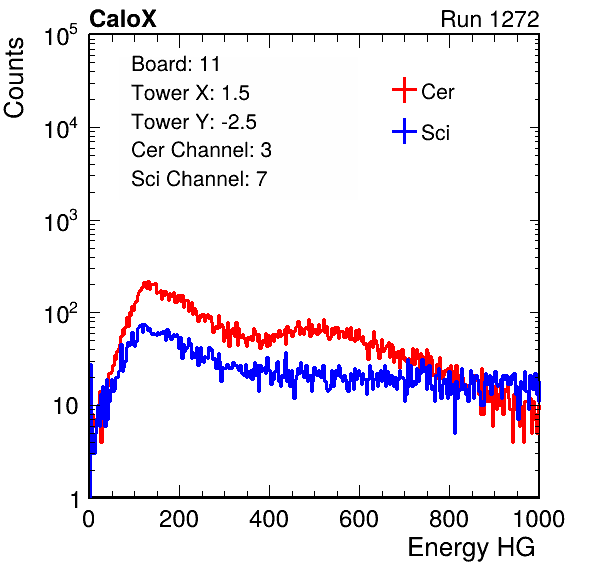 CaloX Run 1272
Counts
Board: 11
Tower X: 1.5
Tower Y: -2.5
Cer Channel: 3
Sci Channel: 7
Cer
Sci
10^5
10^4
10^3
10^2
10
1
0 200 400 600 800 1000
Energy HG